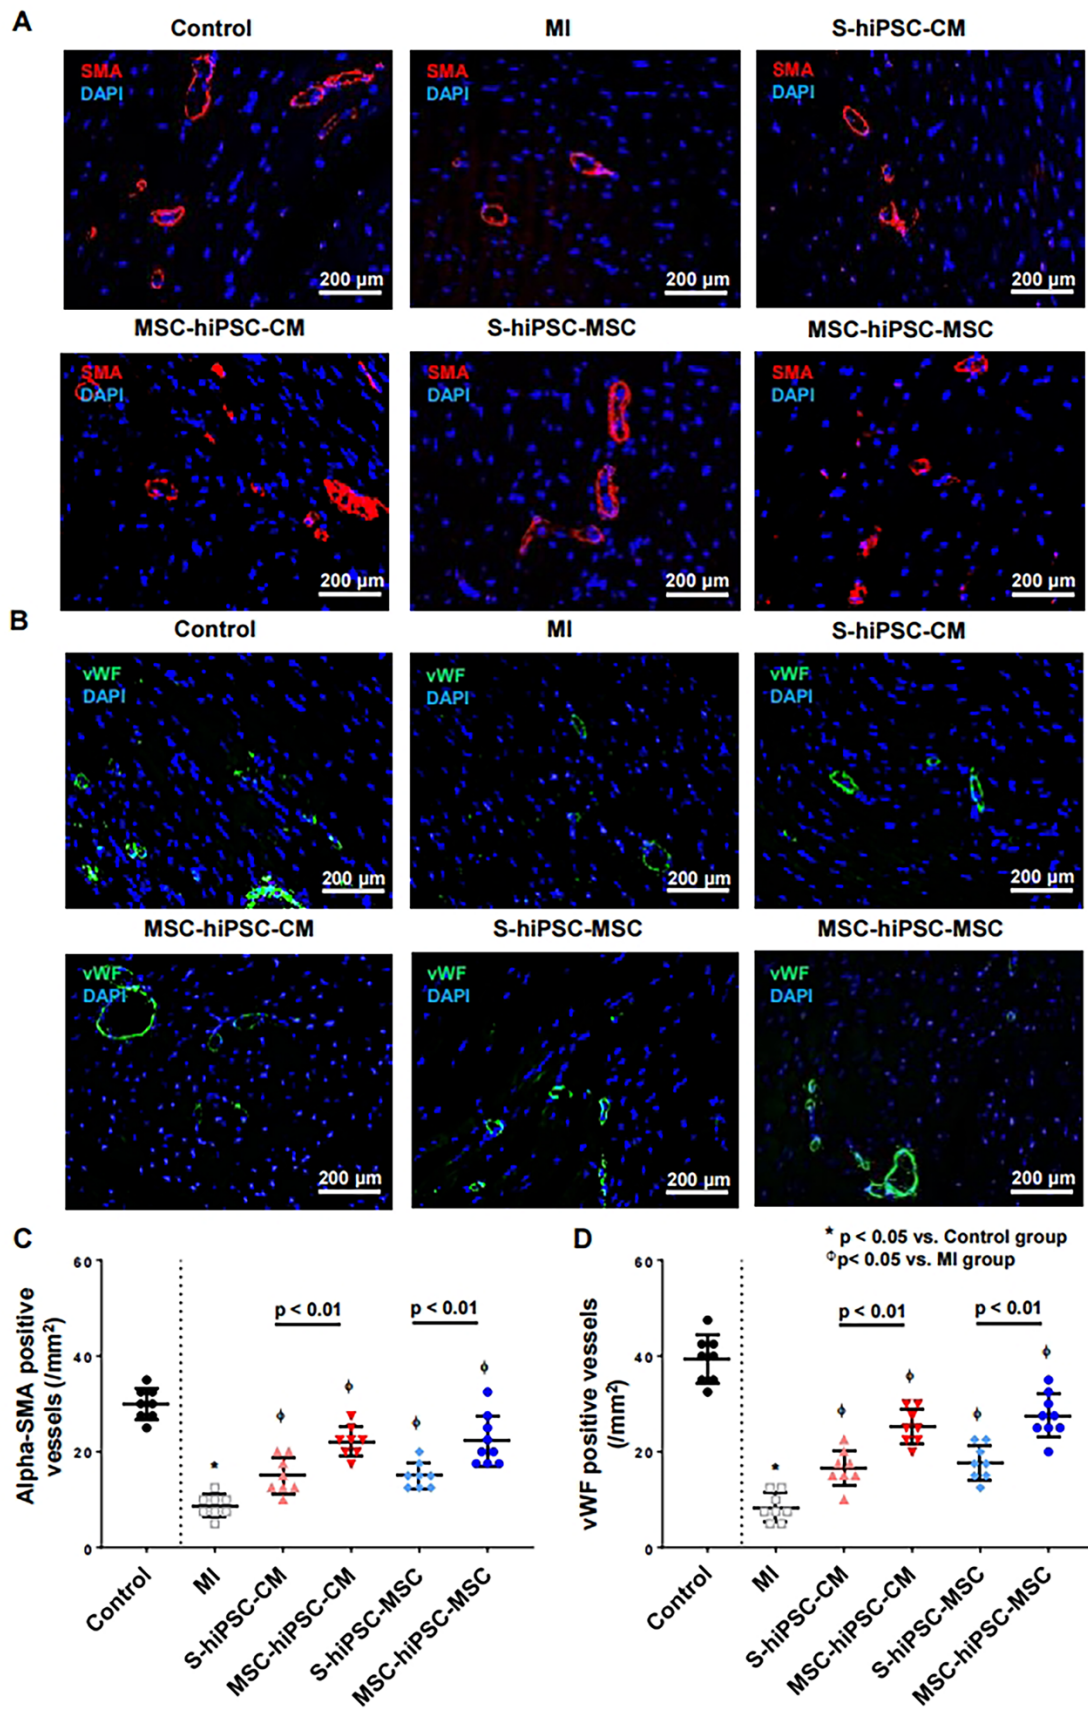 A
Control
MI
S-hiPSC-CM
SMA
DAPI
200 µm
SMA
DAPI
200 µm
SMA
DAPI
200 µm
MSC-hiPSC-CM
S-hiPSC-MSC
MSC-hiPSC-MSC
SMA
DAPI
200 µm
SMA
DAPI
200 µm
SMA
DAPI
200 µm
B
Control
MI
S-hiPSC-CM
vWF
DAPI
200 µm
vWF
DAPI
200 µm
vWF
DAPI
200 µm
MSC-hiPSC-CM
S-hiPSC-MSC
MSC-hiPSC-MSC
vWF
DAPI
200 µm
vWF
DAPI
200 µm
vWF
DAPI
200 µm
C
Alpha-SMA positive
vessels (/mm²)
60
40
20
0
p < 0.01
p < 0.01
*
ϕ
ϕ
ϕ
ϕ
Control
MI
S-hiPSC-CM
MSC-hiPSC-CM
S-hiPSC-MSC
MSC-hiPSC-MSC
D
* p < 0.05 vs. Control group
ϕ p< 0.05 vs. MI group
vWF positive vessels
(/mm²)
60
40
20
0
p < 0.01
p < 0.01
*
ϕ
ϕ
ϕ
ϕ
Control
MI
S-hiPSC-CM
MSC-hiPSC-CM
S-hiPSC-MSC
MSC-hiPSC-MSC